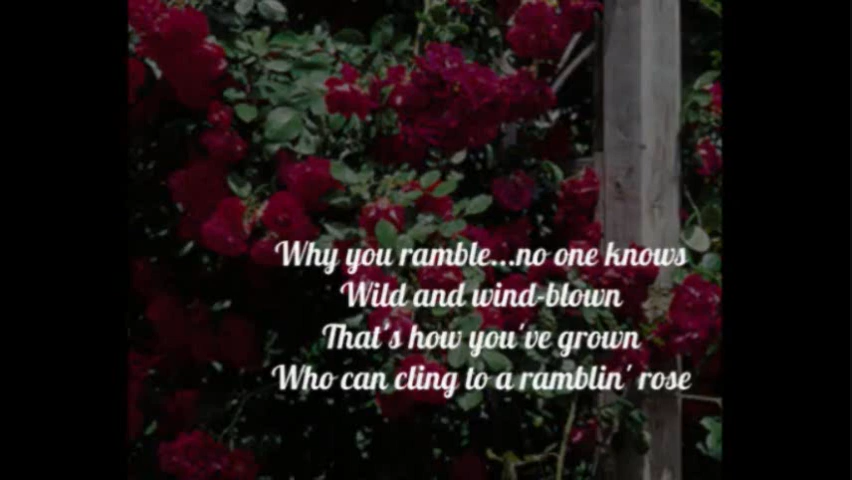 Why you ramble...no one knows
Wild and wind-blown
That's how you've grown
Who can cling to a ramblin' rose